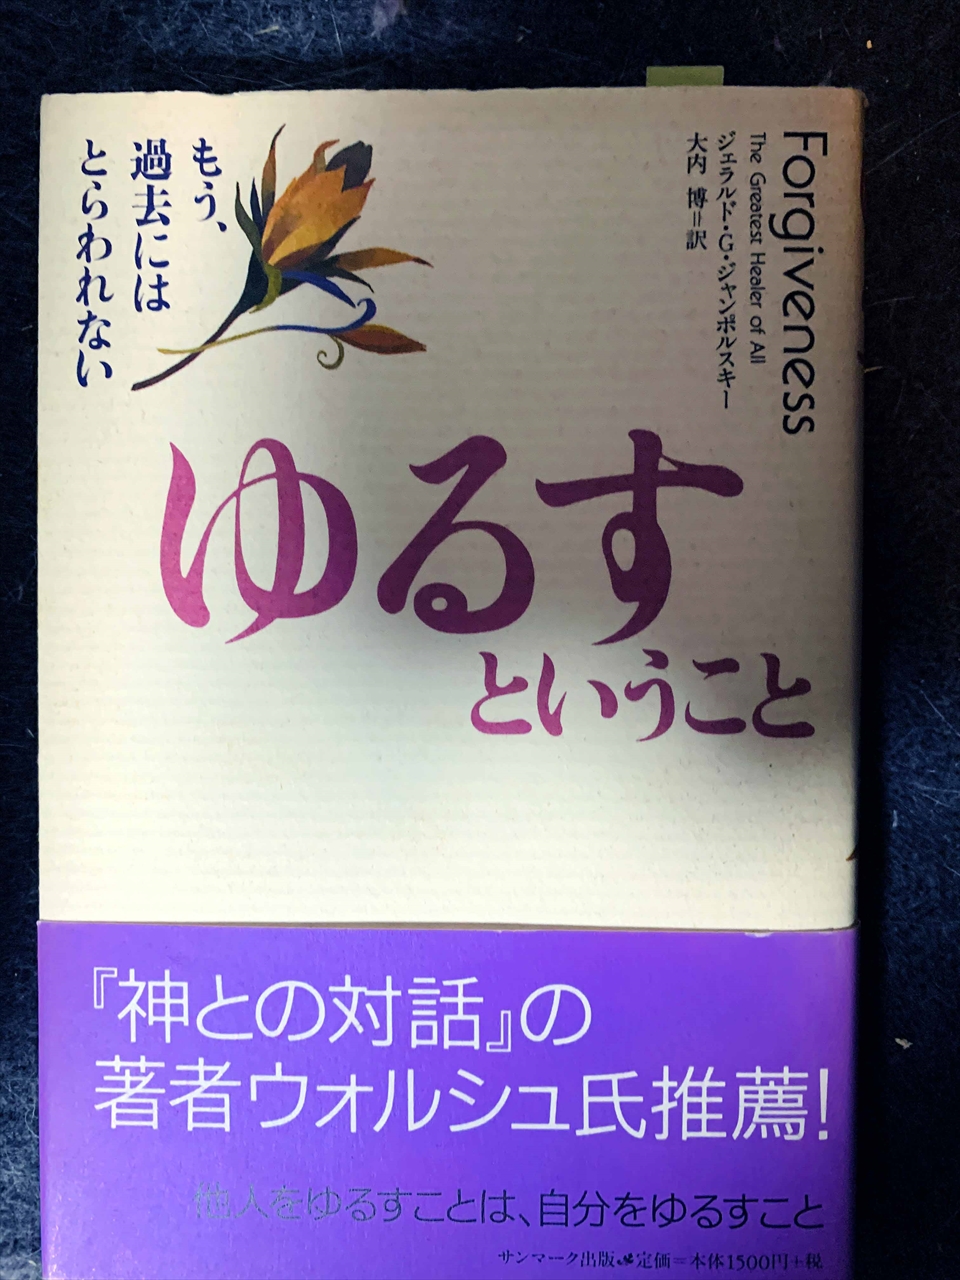 Forgiveness
The Greatest Healer of All
ジェラルド・G・ジャンポルスキー
大内 博=訳
もう、
過去には
とらわれない
ゆるす
ということ
『神との対話』の
著者ウォルシュ氏推薦!
他人をゆるすことは、自分をゆるすこと
サンマーク出版 定価=本体1500円+税